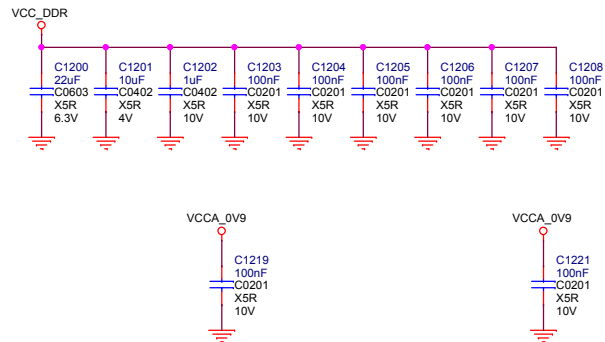 VCC_DDR
C1200
22uF
C0603
X5R
6.3V
C1201
10uF
C0402
X5R
4V
C1202
1uF
C0402
X5R
10V
C1203
100nF
C0201
X5R
10V
C1204
100nF
C0201
X5R
10V
C1205
100nF
C0201
X5R
10V
C1206
100nF
C0201
X5R
10V
C1207
100nF
C0201
X5R
10V
C1208
100nF
C0201
X5R
10V
VCCA_0V9
C1219
100nF
C0201
X5R
10V
VCCA_0V9
C1221
100nF
C0201
X5R
10V